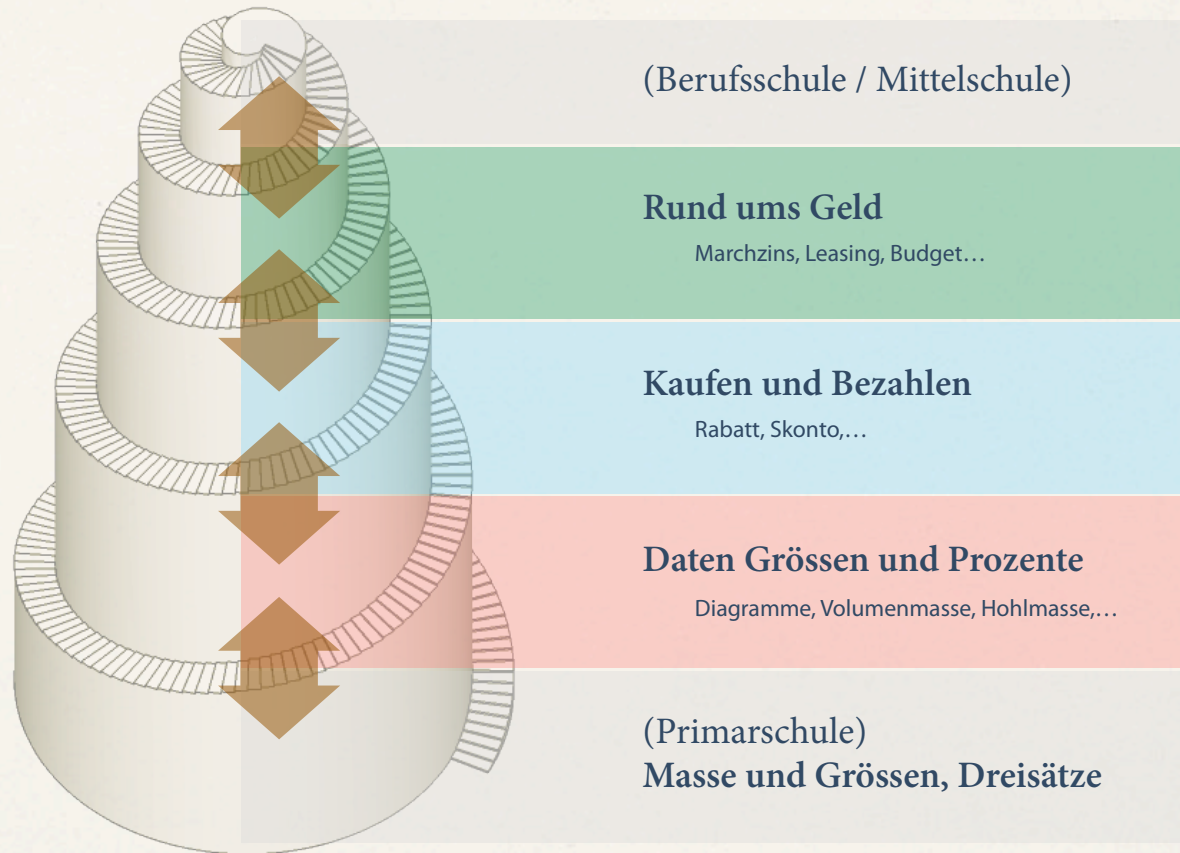 (Berufsschule / Mittelschule)
Rund ums Geld
Marchzins, Leasing, Budget…
Kaufen und Bezahlen
Rabatt, Skonto,…
Daten Grössen und Prozente
Diagramme, Volumenmasse, Hohlmasse,…
(Primarschule)
Masse und Grössen, Dreisätze